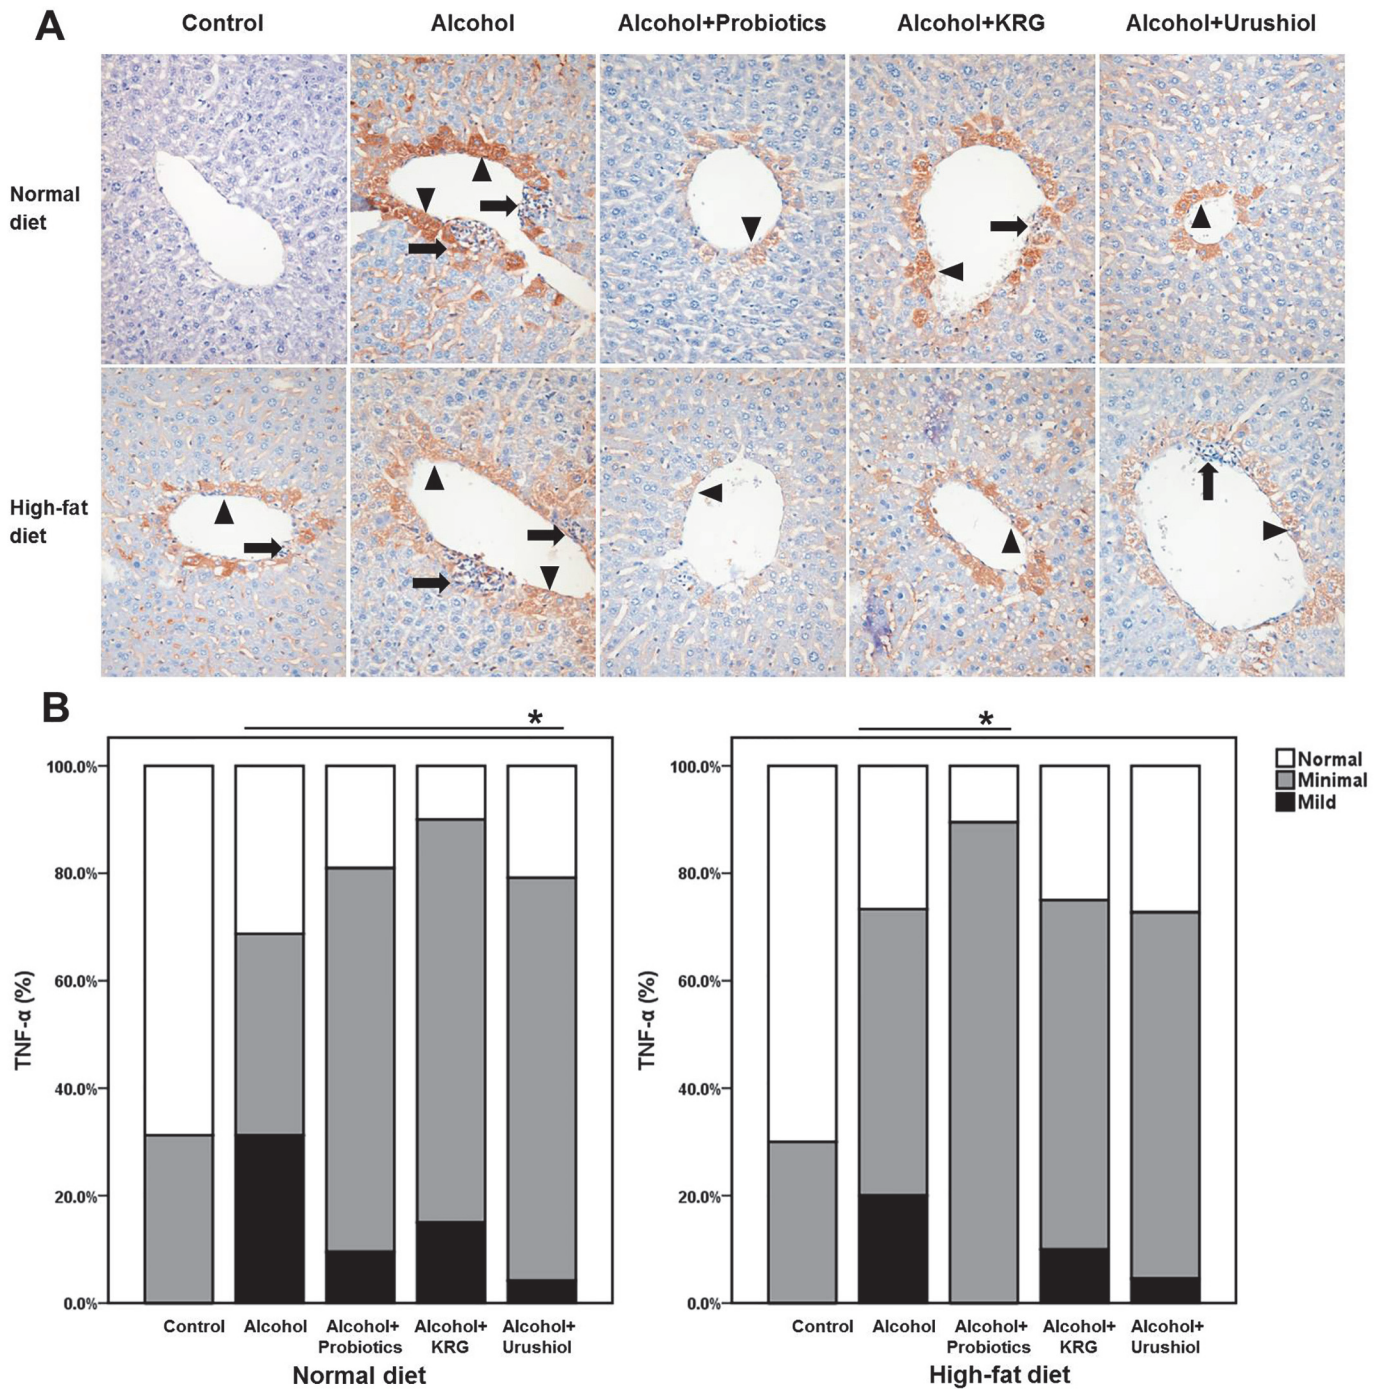 A
Control
Alcohol
Alcohol+Probiotics
Alcohol+KRG
Alcohol+Urushiol
Normal
diet
High-fat
diet
B
*
*
100.0%
80.0%
60.0%
40.0%
20.0%
0.0%
TNF-α (%)
Control
Alcohol
Alcohol+
Probiotics
Alcohol+
KRG
Alcohol+
Urushiol
Normal diet
100.0%
80.0%
60.0%
40.0%
20.0%
0.0%
TNF-α (%)
Control
Alcohol
Alcohol+
Probiotics
Alcohol+
KRG
Alcohol+
Urushiol
High-fat diet
Normal
Minimal
Mild